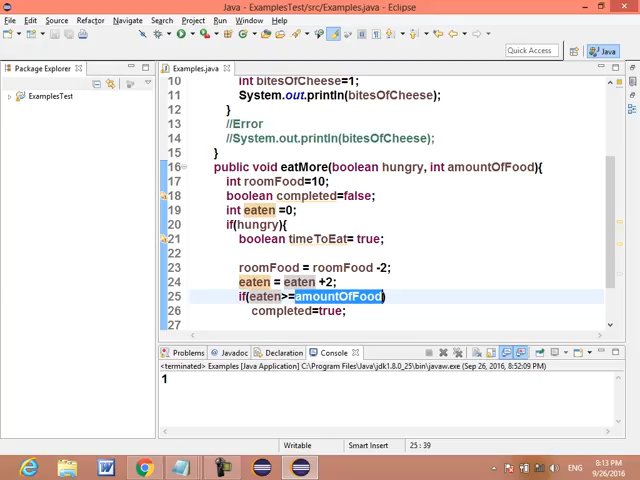 Java - ExamplesTest/src/Examples.java - Eclipse
File Edit Source Refactor Navigate Search Project Run Window Help
Quick Access
Java
Package Explorer
Examples.java
ExamplesTest
10 int bitesOfCheese=1;
11 System.out.println(bitesOfCheese);
12 }
13 //Error
14 //System.out.println(bitesOfCheese);
15 }
16 public void eatMore(boolean hungry, int amountOfFood){
17 int roomFood=10;
18 boolean completed=false;
19 int eaten =0;
20 if(hungry){
21 boolean timeToEat= true;
22
23 roomFood = roomFood -2;
24 eaten = eaten +2;
25 if(eaten>=amountOfFood)
26 completed=true;
27
Problems Javadoc Declaration Console
<terminated> Examples [Java Application] C:\Program Files\Java\jdk1.8.0_25\bin\javaw.exe (Sep 26, 2016, 8:52:09 PM)
1
Writable Smart Insert 25 : 39
ENG
8:13 PM
9/26/2016